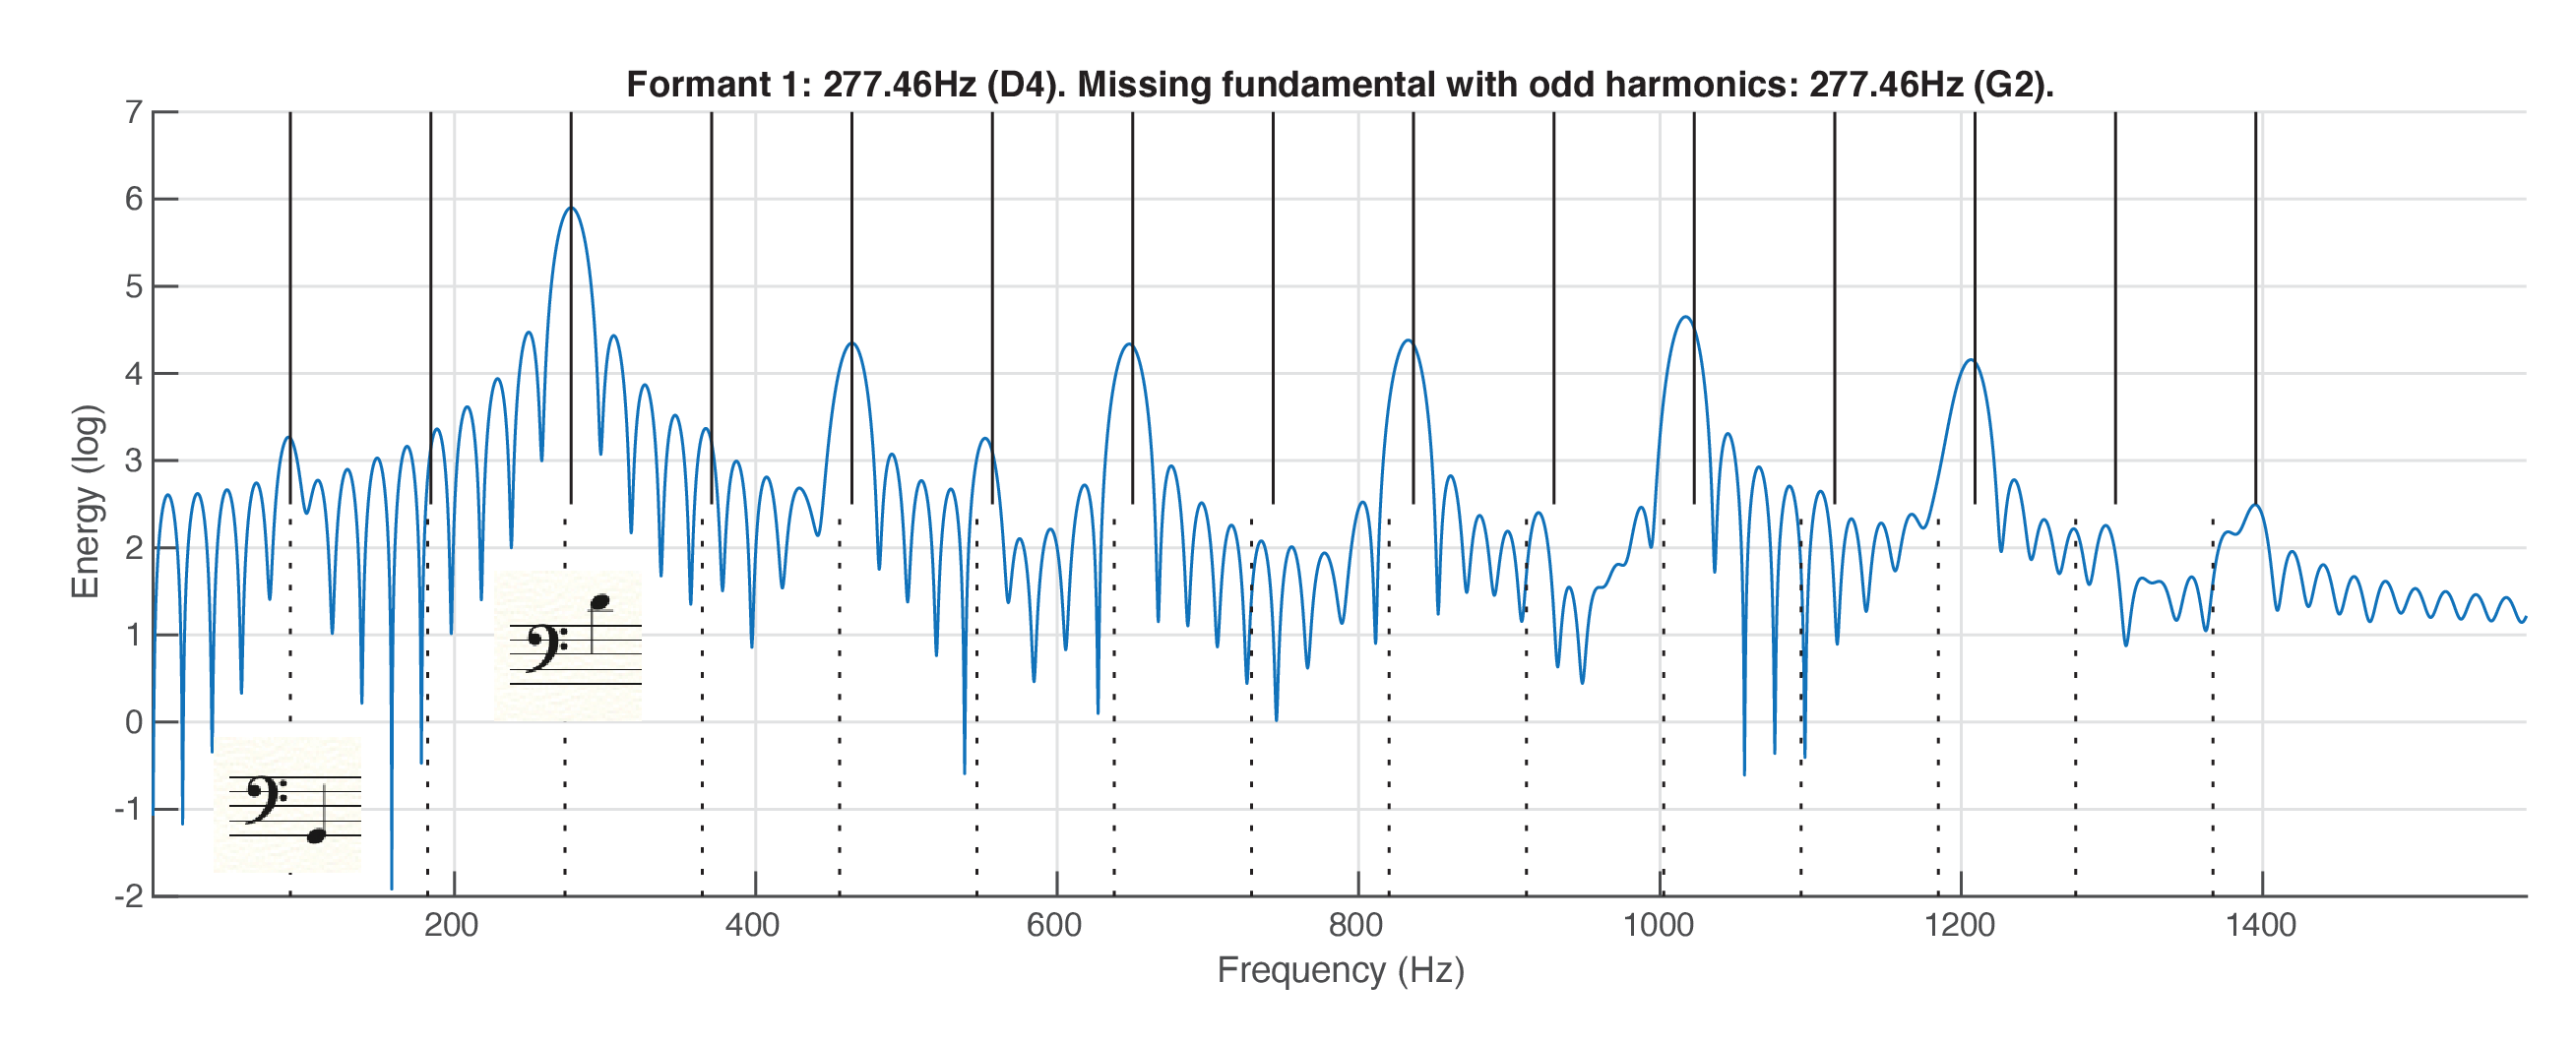 Formant 1: 277.46Hz (D4). Missing fundamental with odd harmonics: 277.46Hz (G2).
7
6
5
4
3
2
1
0
-1
-2
Energy (log)
200 400 600 800 1000 1200 1400
Frequency (Hz)